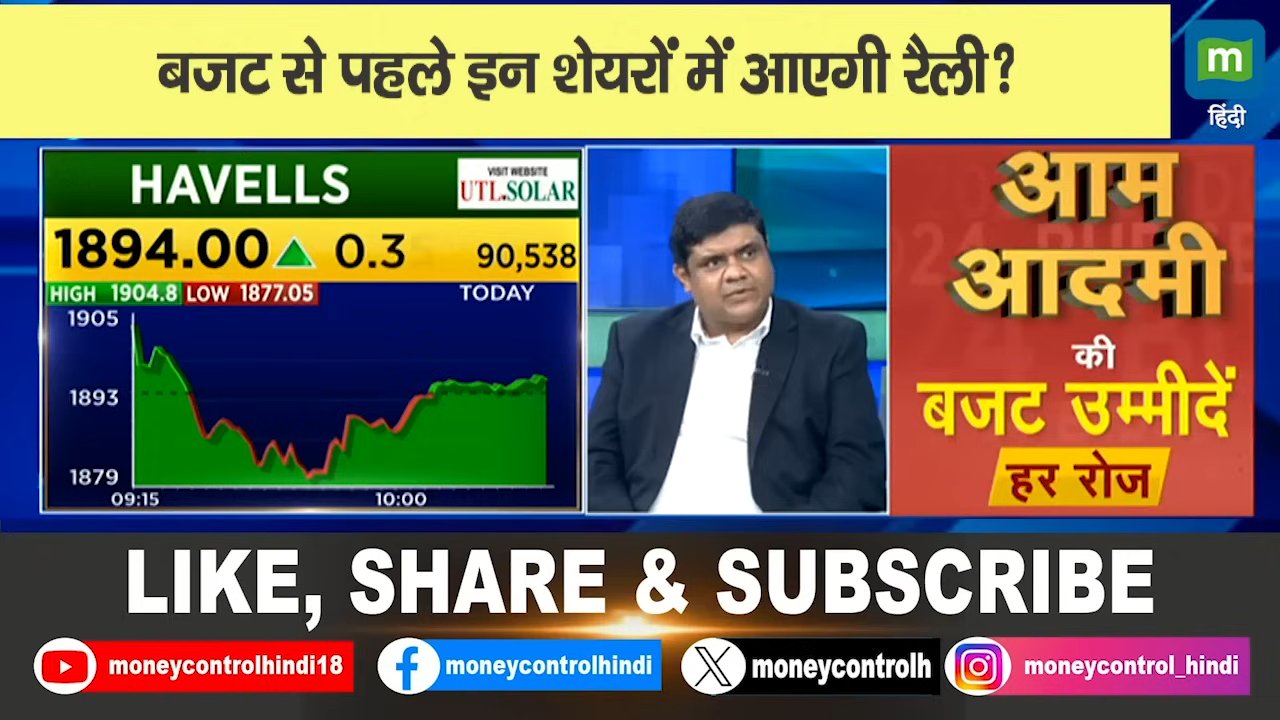 बजट से पहले इन शेयरों में आएगी रैली?
m
हिंदी
HAVELLS
VISIT WEBSITE
UTL.SOLAR
1894.00 0.3 90,538
HIGH 1904.8 LOW 1877.05 TODAY
1905
1893
1879
09:15 10:00
आम
आदमी
की
बजट उम्मीदें
हर रोज
LIKE, SHARE & SUBSCRIBE
moneycontrolhindi18 moneycontrolhindi moneycontrolh moneycontrol_hindi